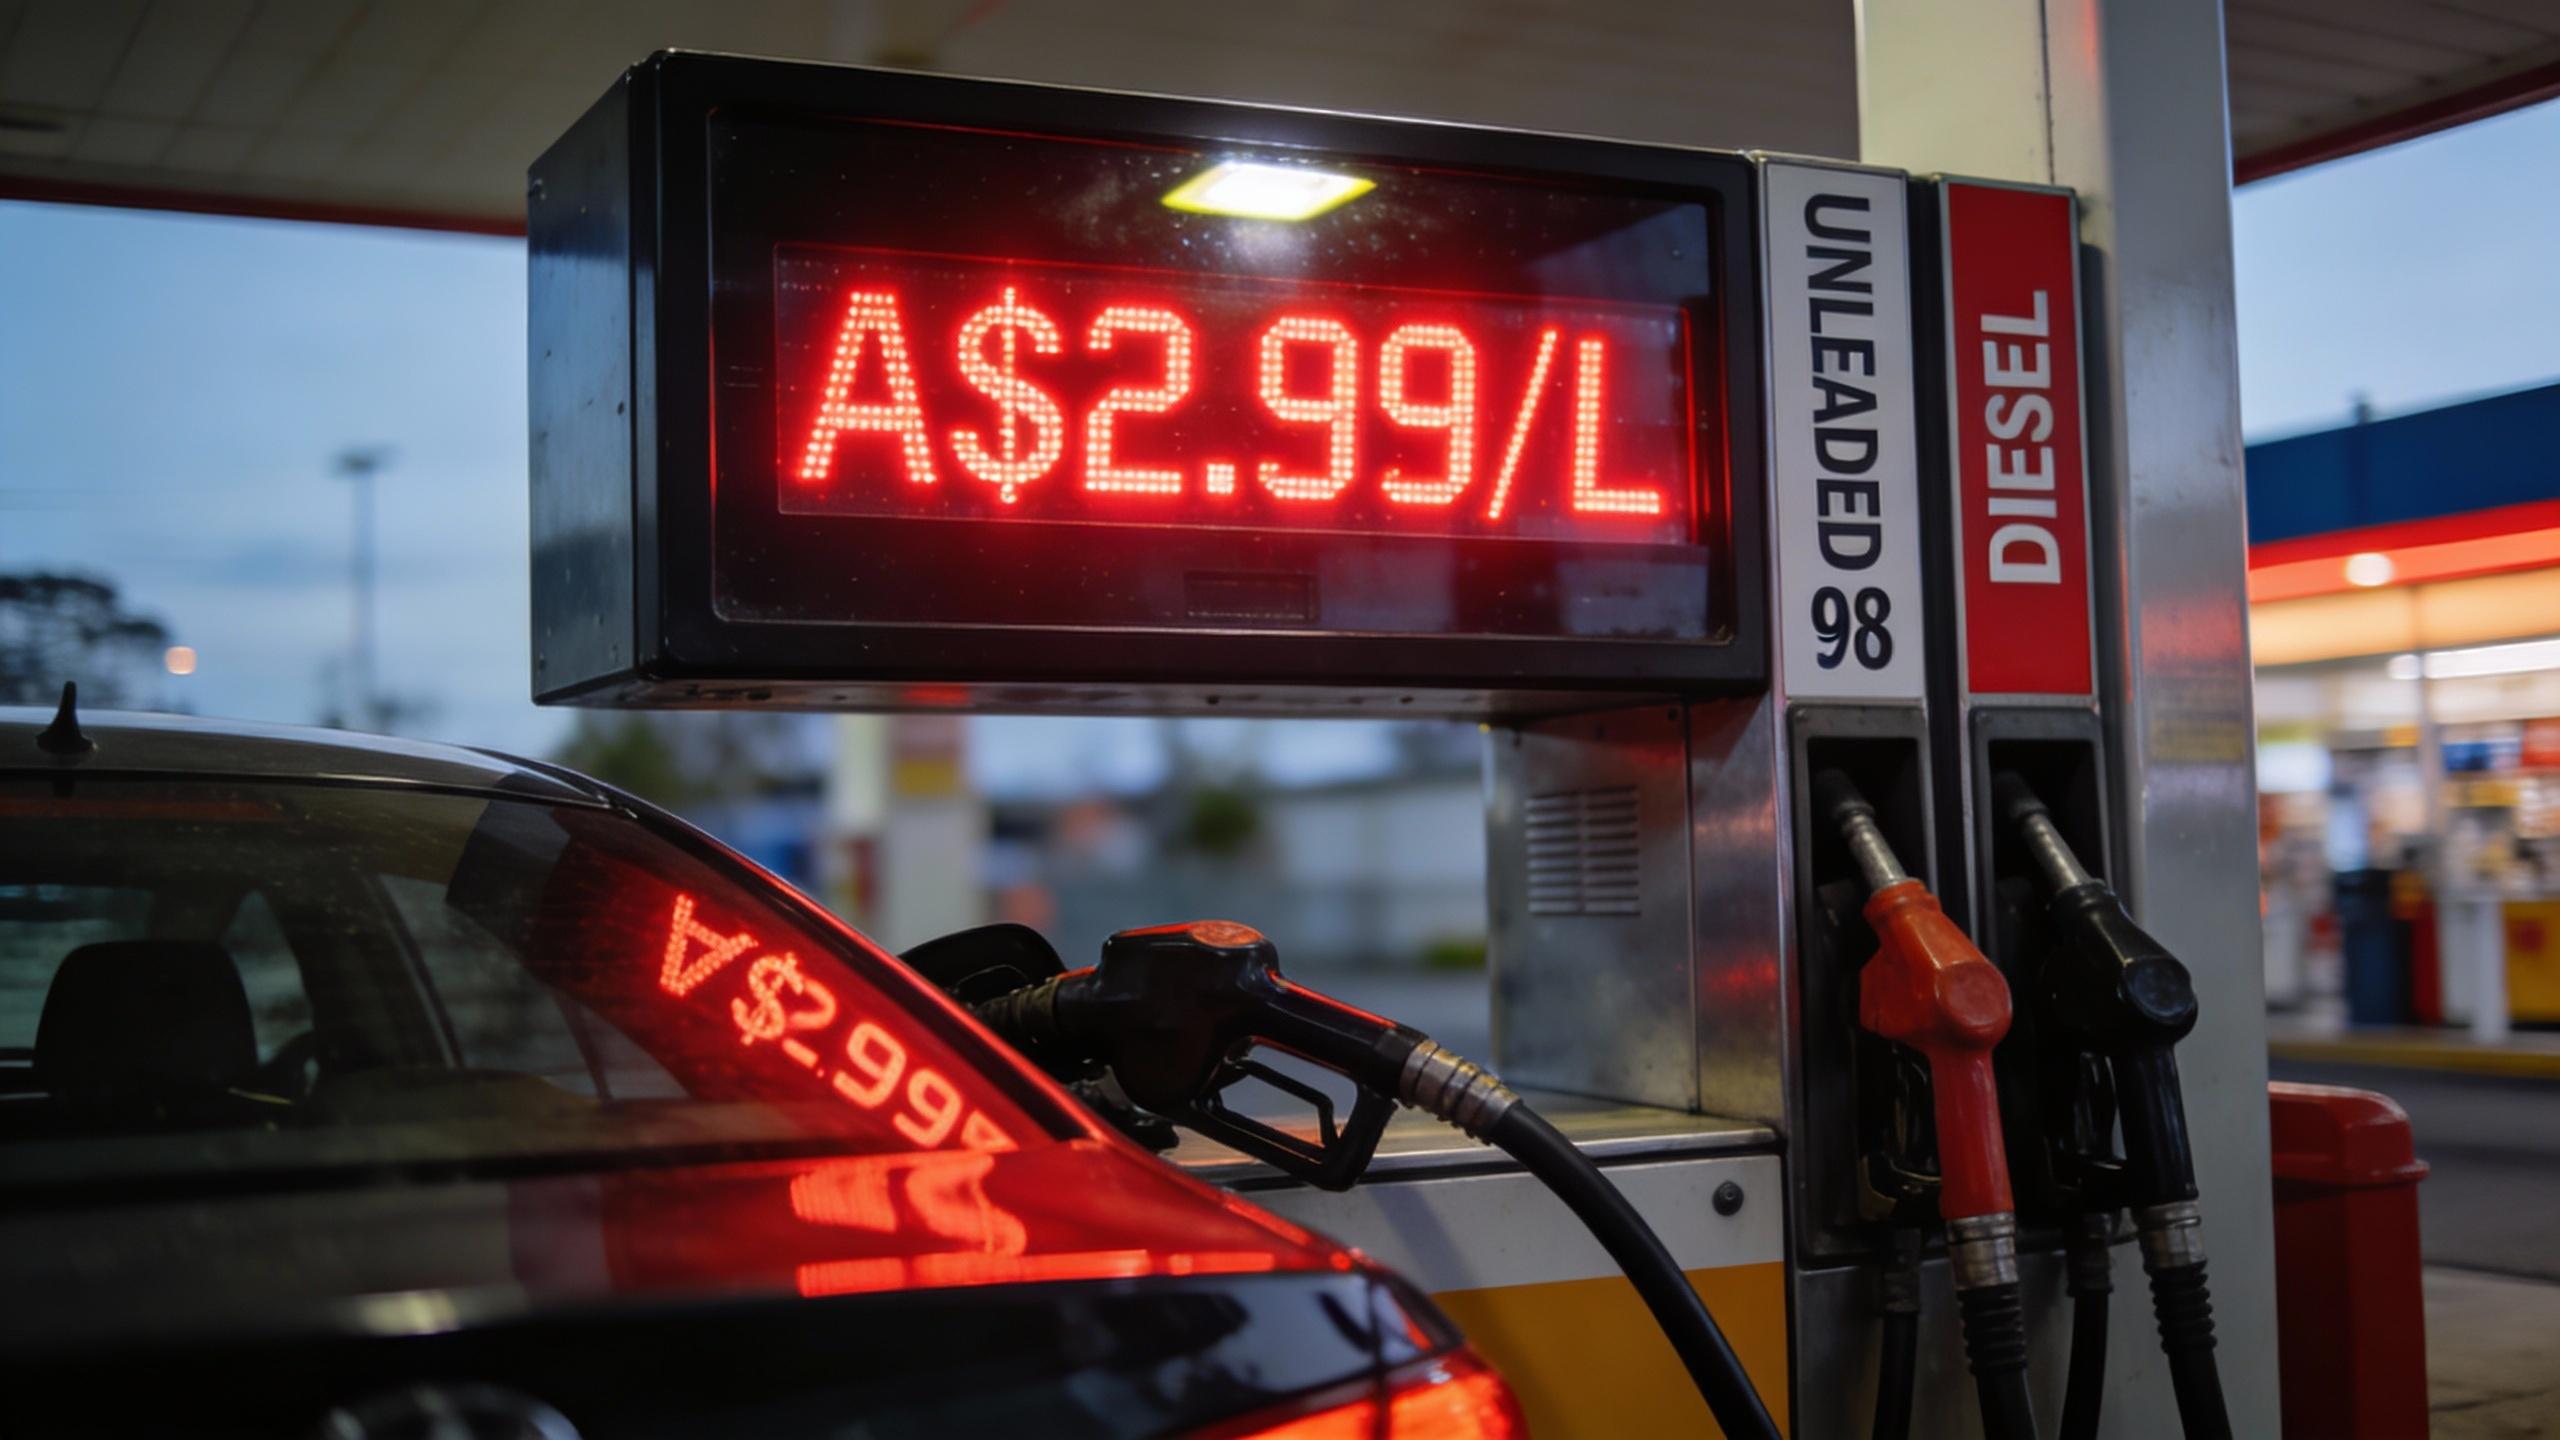 A$2.99/L
UNLEADED 98
DIESEL
A$2.99